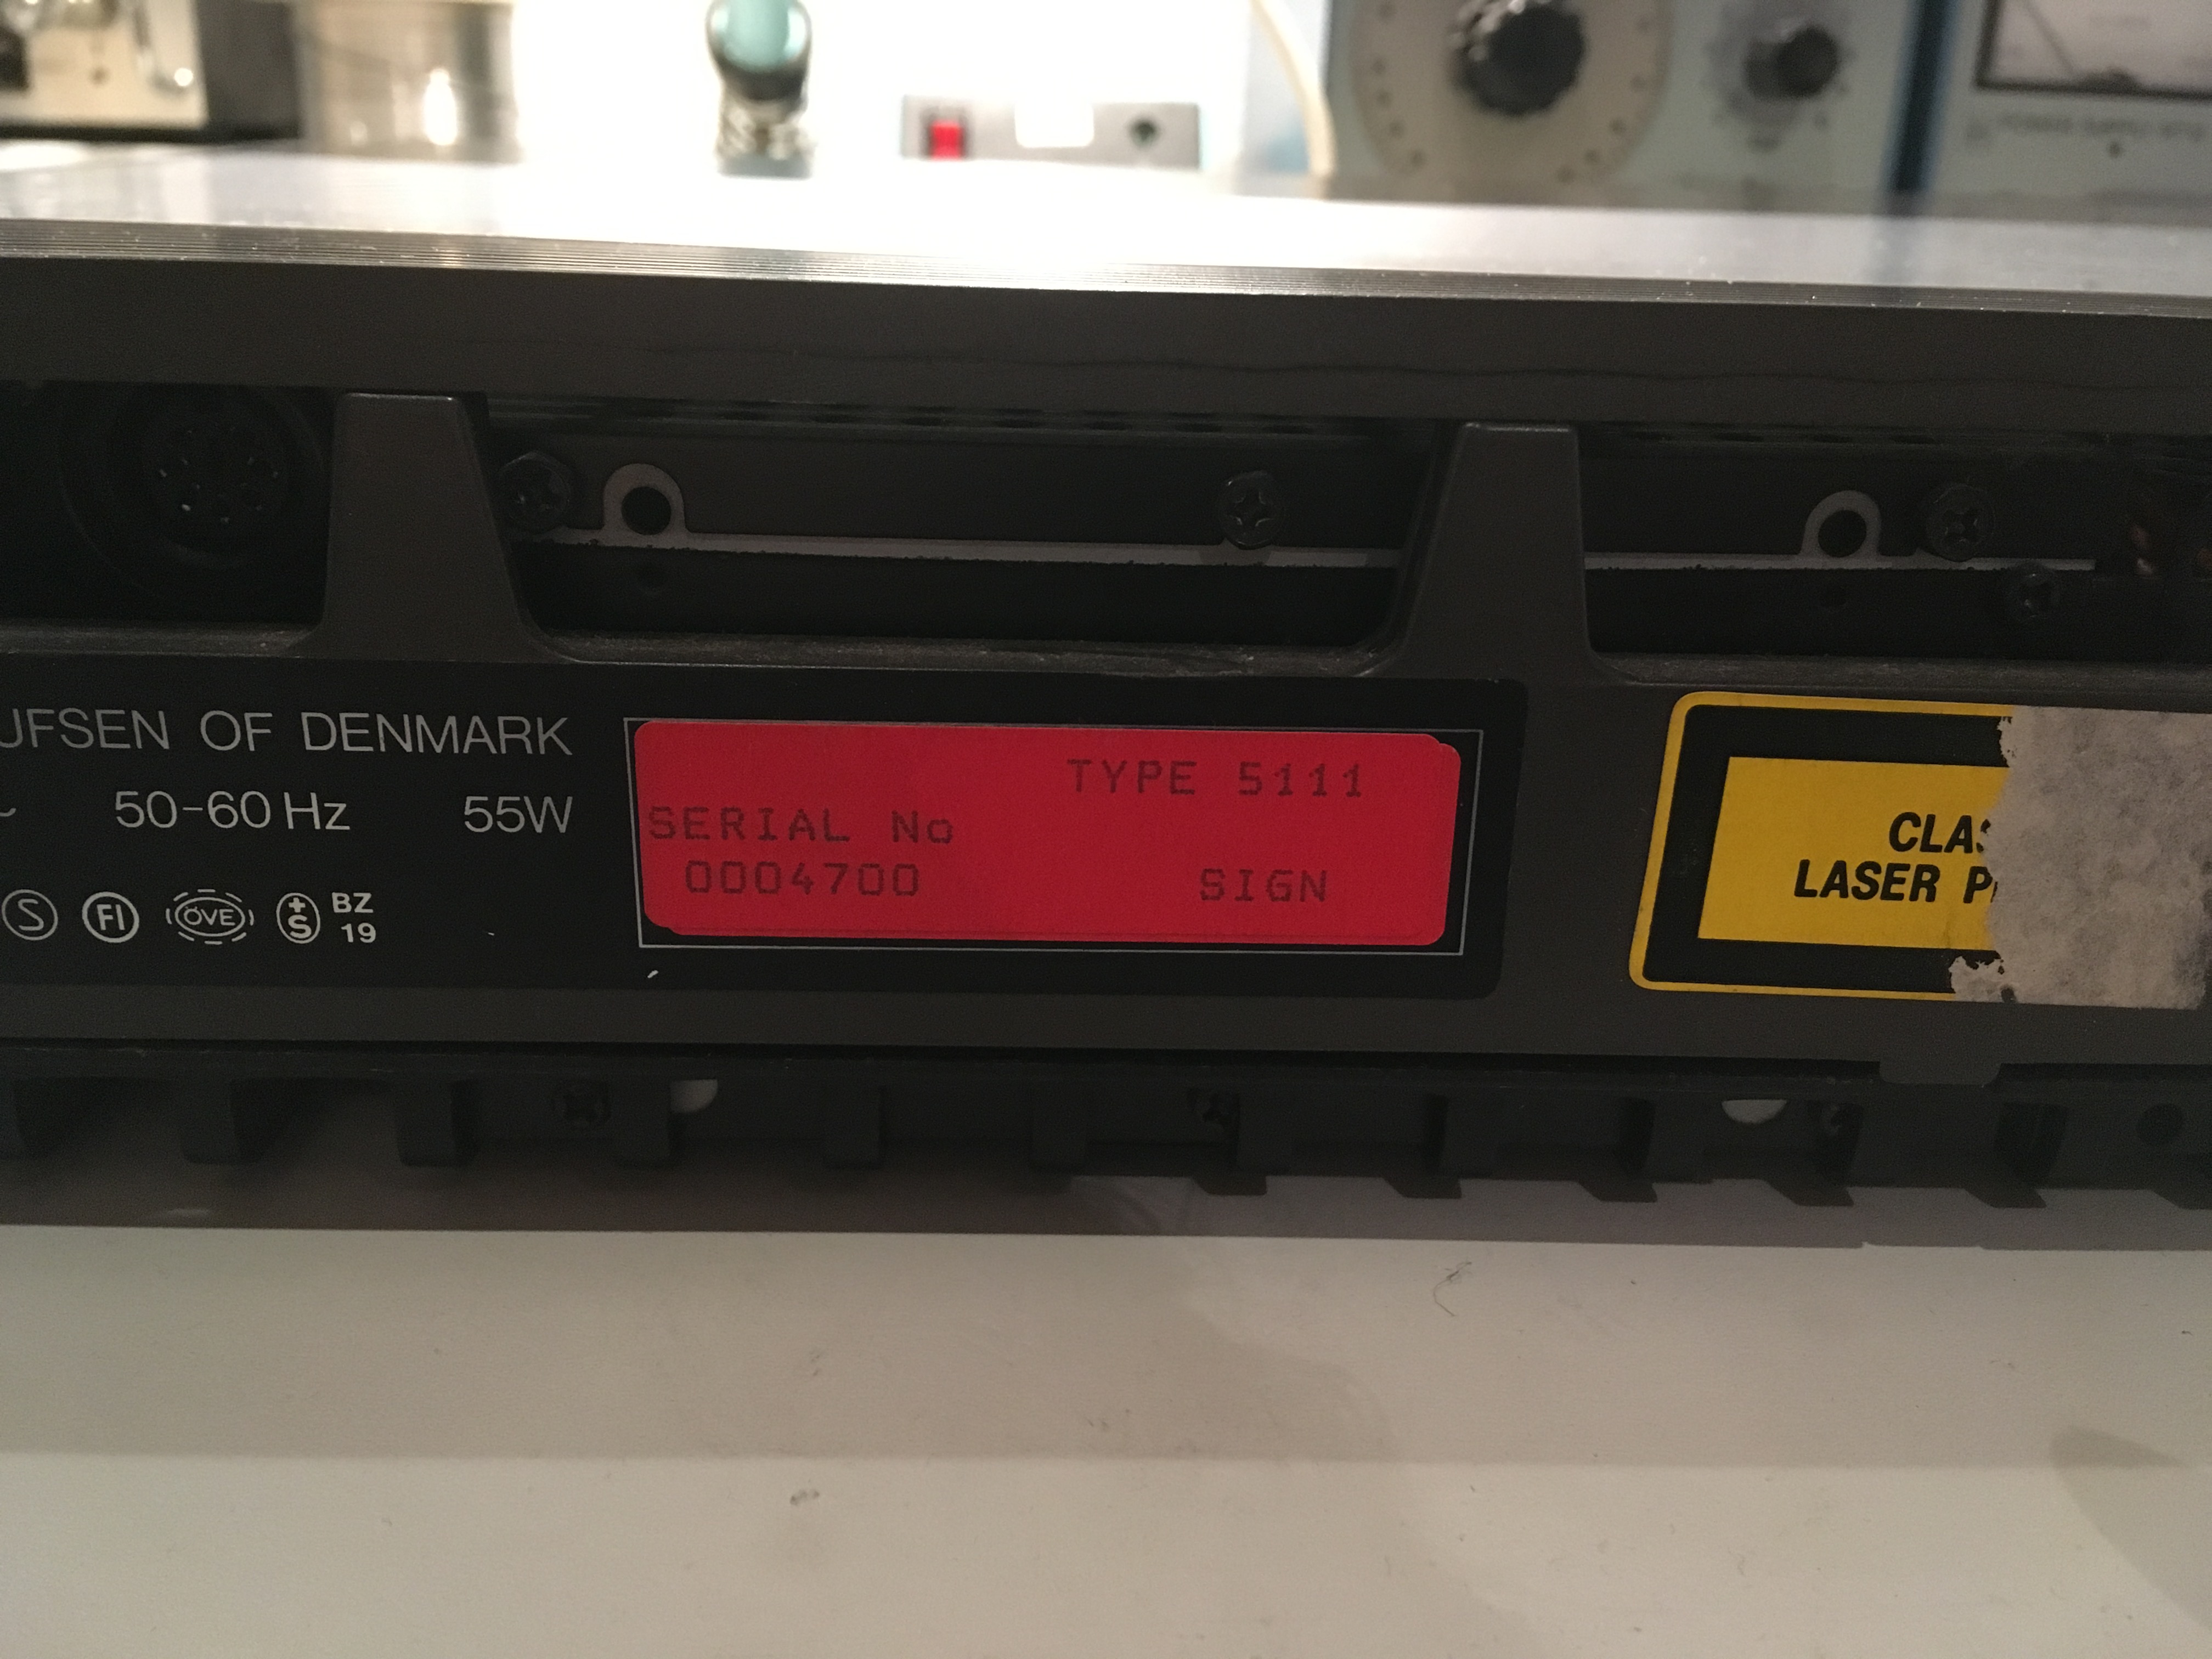 UFSEN OF DENMARK
~ 50-60 Hz 55W
S FI ÖVE +S BZ 19
TYPE 5111
SERIAL No
0004700 SIGN
CLAS
LASER P